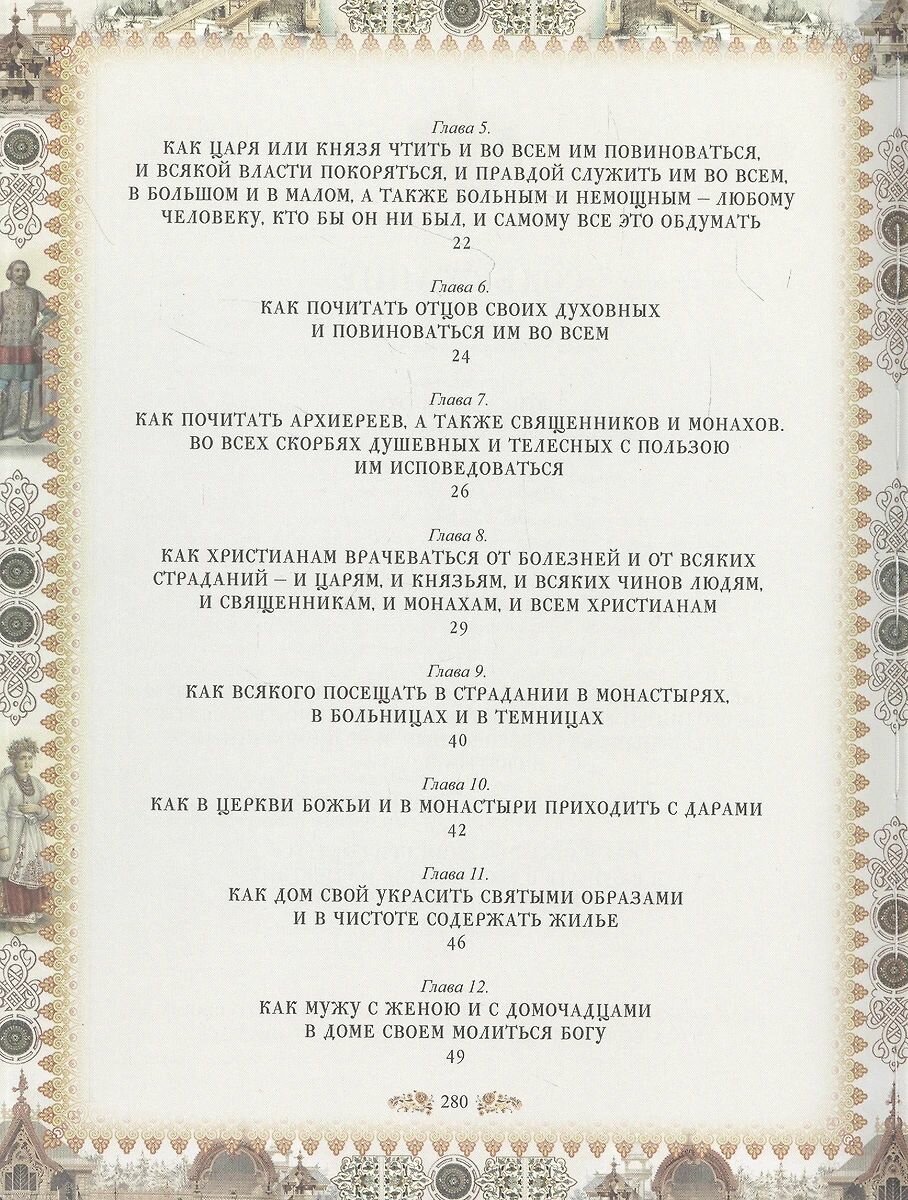 Глава 5.
КАК ЦАРЯ ИЛИ КНЯЗЯ ЧТИТЬ И ВО ВСЕМ ИМ ПОВИНОВАТЬСЯ,
И ВСЯКОЙ ВЛАСТИ ПОКОРЯТЬСЯ, И ПРАВДОЙ СЛУЖИТЬ ИМ ВО ВСЕМ,
В БОЛЬШОМ И В МАЛОМ, А ТАКЖЕ БОЛЬНЫМ И НЕМОЩНЫМ – ЛЮБОМУ
ЧЕЛОВЕКУ, КТО БЫ ОН НИ БЫЛ, И САМОМУ ВСЕ ЭТО ОБДУМАТЬ
22
Глава 6.
КАК ПОЧИТАТЬ ОТЦОВ СВОИХ ДУХОВНЫХ
И ПОВИНОВАТЬСЯ ИМ ВО ВСЕМ
24
Глава 7.
КАК ПОЧИТАТЬ АРХИЕРЕЕВ, А ТАКЖЕ СВЯЩЕННИКОВ И МОНАХОВ.
ВО ВСЕХ СКОРБЯХ ДУШЕВНЫХ И ТЕЛЕСНЫХ С ПОЛЬЗОЮ
ИМ ИСПОВЕДОВАТЬСЯ
26
Глава 8.
КАК ХРИСТИАНАМ ВРАЧЕВАТЬСЯ ОТ БОЛЕЗНЕЙ И ОТ ВСЯКИХ
СТРАДАНИЙ – И ЦАРЯМ, И КНЯЗЬЯМ, И ВСЯКИХ ЧИНОВ ЛЮДЯМ,
И СВЯЩЕННИКАМ, И МОНАХАМ, И ВСЕМ ХРИСТИАНАМ
29
Глава 9.
КАК ВСЯКОГО ПОСЕЩАТЬ В СТРАДАНИИ В МОНАСТЫРЯХ,
В БОЛЬНИЦАХ И В ТЕМНИЦАХ
40
Глава 10.
КАК В ЦЕРКВИ БОЖЬИ И В МОНАСТЫРИ ПРИХОДИТЬ С ДАРАМИ
42
Глава 11.
КАК ДОМ СВОЙ УКРАСИТЬ СВЯТЫМИ ОБРАЗАМИ
И В ЧИСТОТЕ СОДЕРЖАТЬ ЖИЛЬЕ
46
Глава 12.
КАК МУЖУ С ЖЕНОЮ И С ДОМОЧАДЦАМИ
В ДОМЕ СВОЕМ МОЛИТЬСЯ БОГУ
49
280